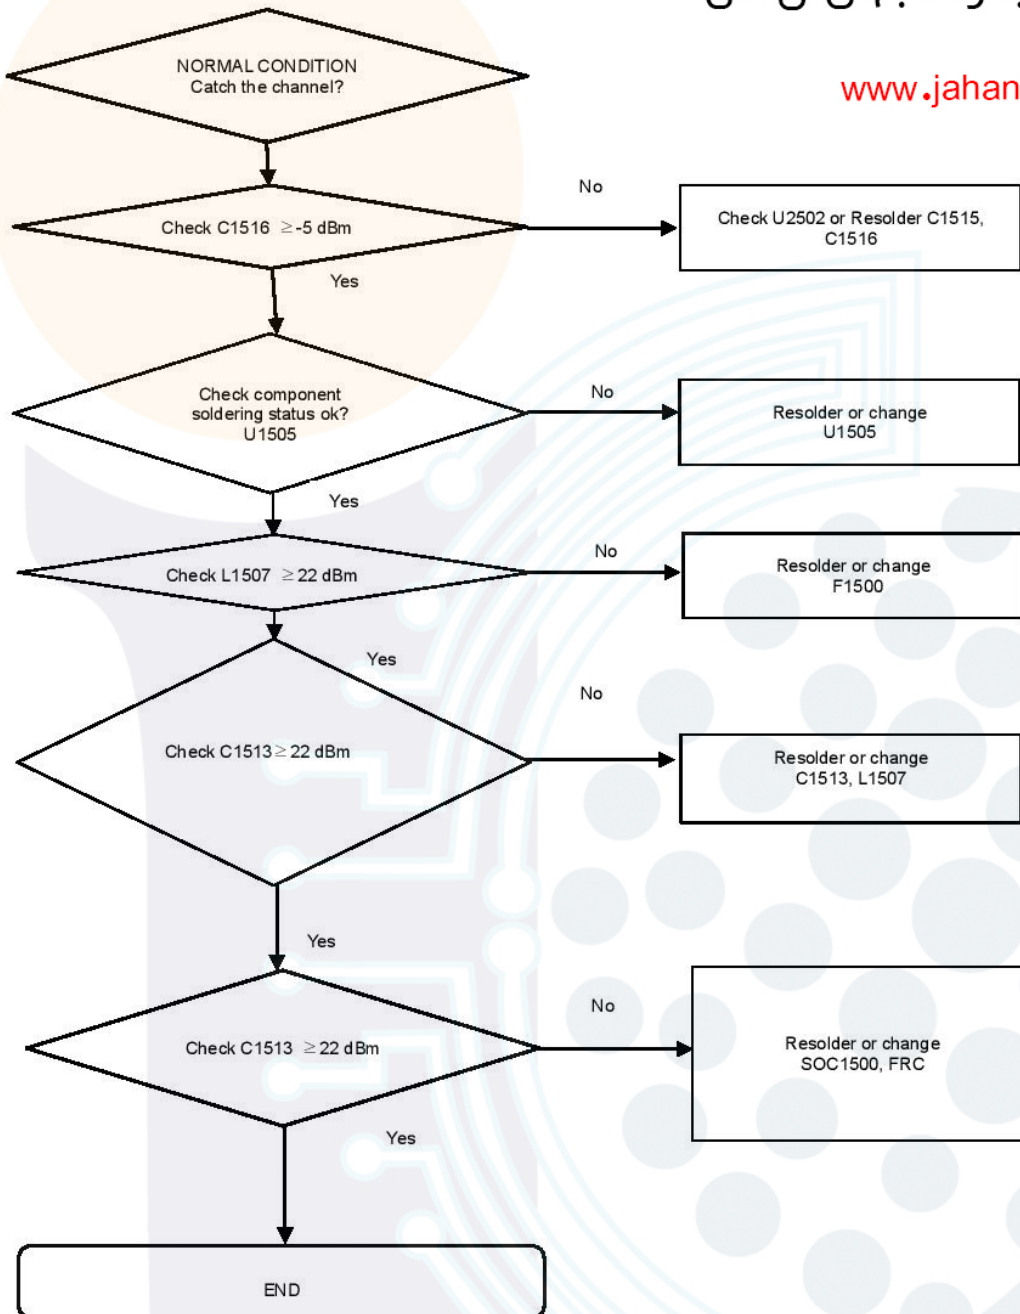 www.jahan
NORMAL CONDITION
Catch the channel?
No
Check C1516 ≥-5 dBm
Check U2502 or Resolder C1515,
C1516
Yes
Check component
soldering status ok?
U1505
No
Resolder or change
U1505
Yes
No
Check L1507 ≥22 dBm
Resolder or change
F1500
Yes
No
Check C1513≥22 dBm
Resolder or change
C1513, L1507
Yes
No
Check C1513 ≥22 dBm
Resolder or change
SOC1500, FRC
Yes
END